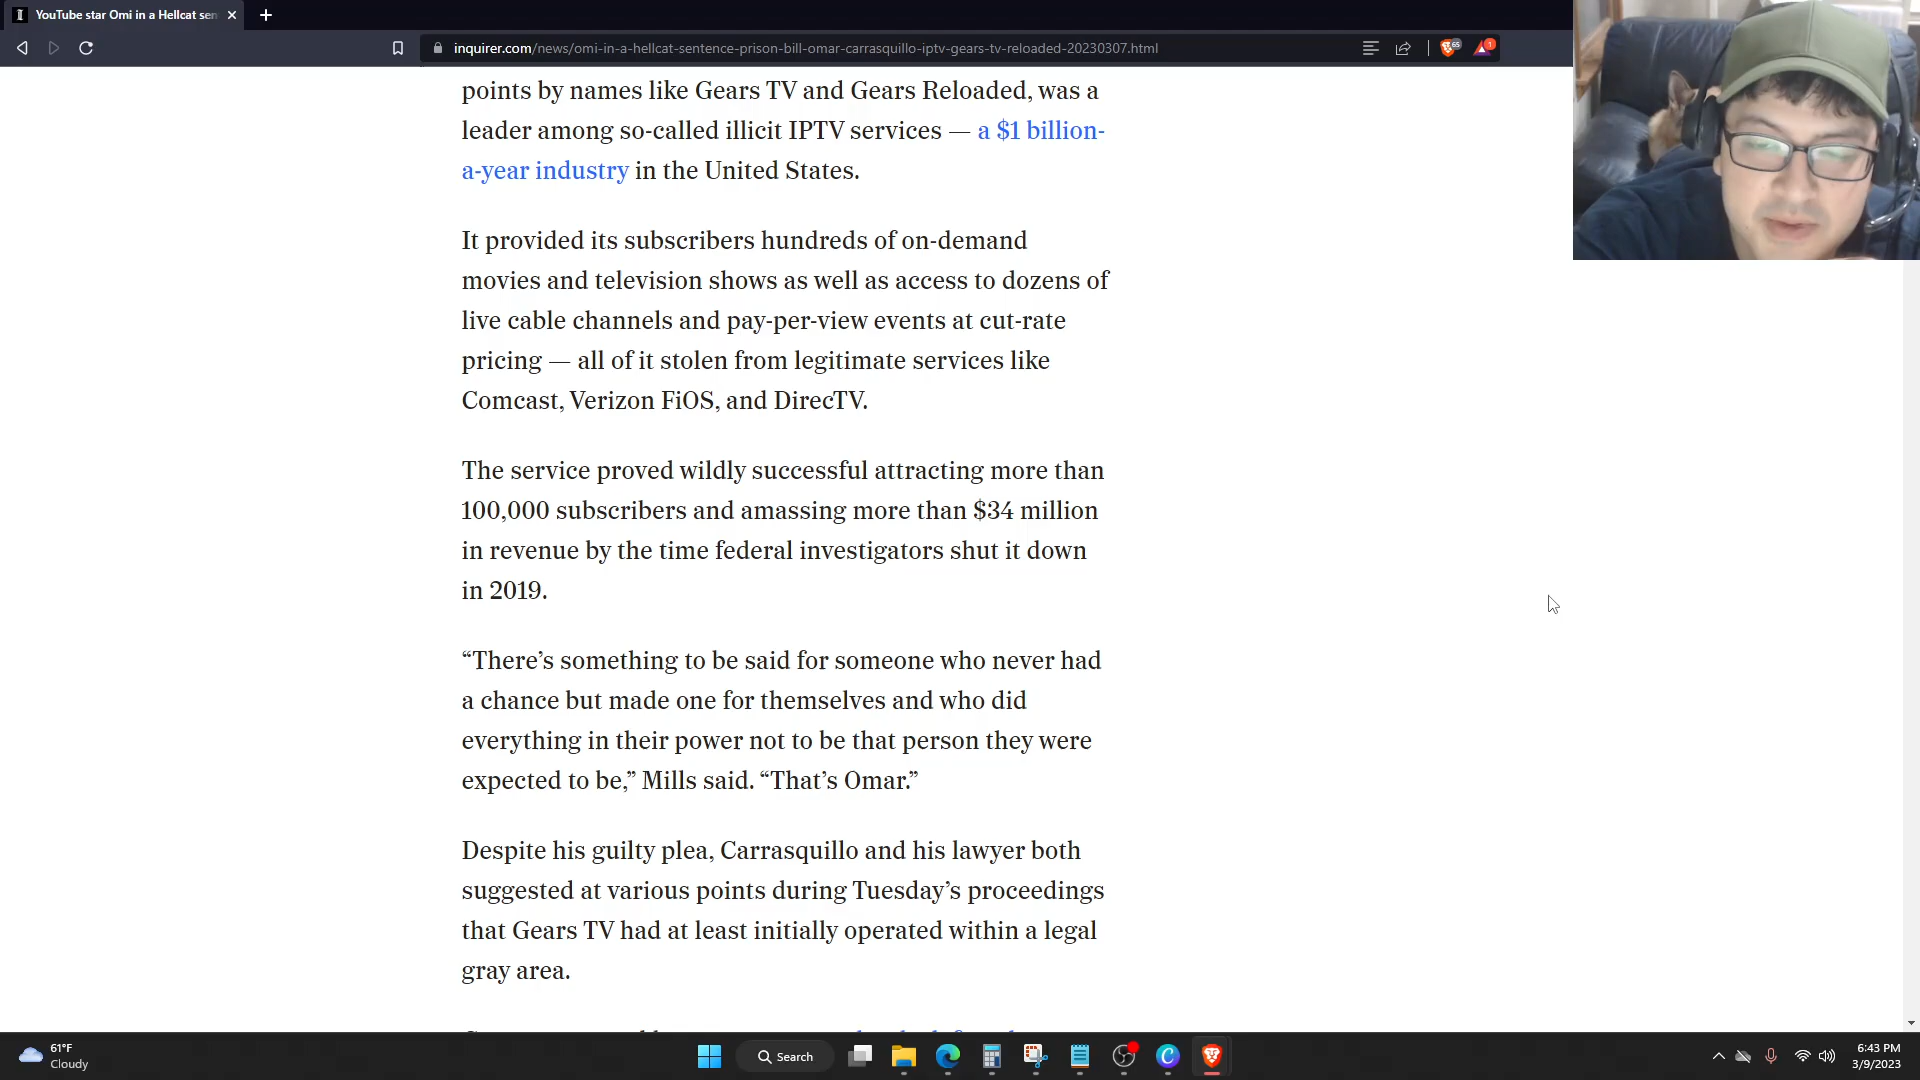 YouTube star Omi in a Hellcat sen
inquirer.com/news/omi-in-a-hellcat-sentence-prison-bill-omar-carrasquillo-iptv-gears-tv-reloaded-20230307.html
65
1
points by names like Gears TV and Gears Reloaded, was a
leader among so-called illicit IPTV services — a $1 billion-
a-year industry in the United States.
It provided its subscribers hundreds of on-demand
movies and television shows as well as access to dozens of
live cable channels and pay-per-view events at cut-rate
pricing — all of it stolen from legitimate services like
Comcast, Verizon FiOS, and DirecTV.
The service proved wildly successful attracting more than
100,000 subscribers and amassing more than $34 million
in revenue by the time federal investigators shut it down
in 2019.
“There’s something to be said for someone who never had
a chance but made one for themselves and who did
everything in their power not to be that person they were
expected to be,” Mills said. “That’s Omar.”
Despite his guilty plea, Carrasquillo and his lawyer both
suggested at various points during Tuesday’s proceedings
that Gears TV had at least initially operated within a legal
gray area.
61°F
Cloudy
Search
6:43 PM
3/9/2023